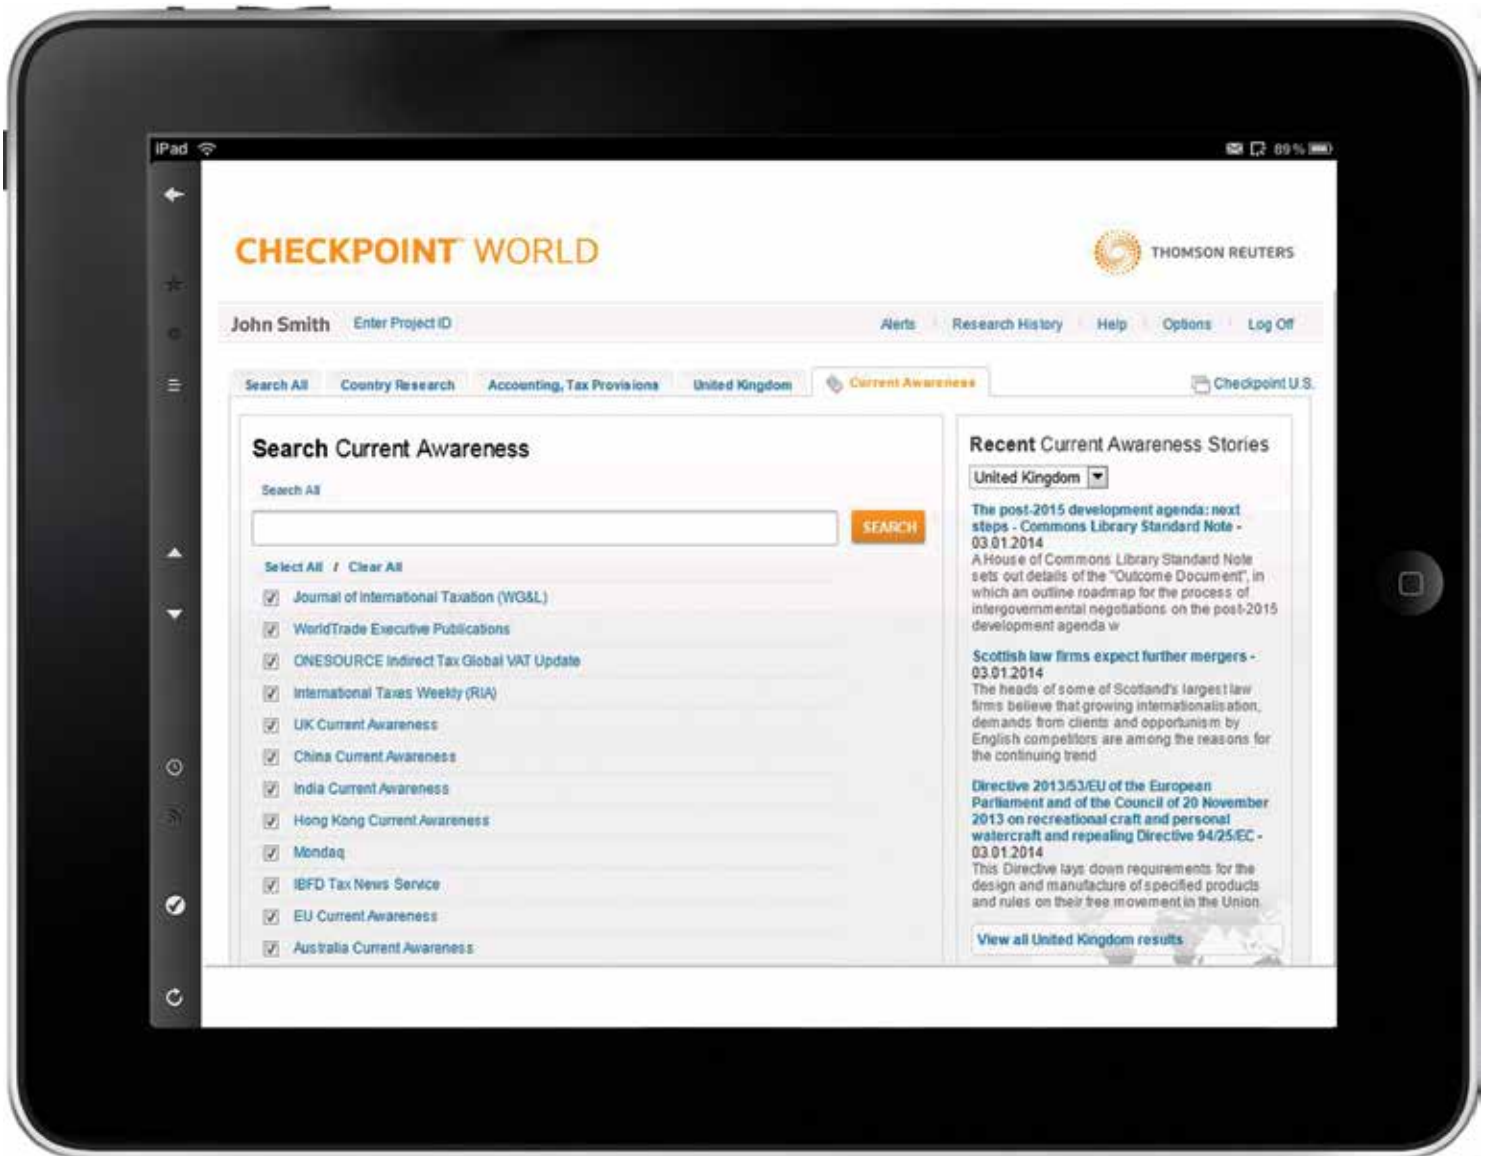 iPad
89%
CHECKPOINT™ WORLD
THOMSON REUTERS
John Smith Enter Project ID
Alerts Research History Help Options Log Off
Search All Country Research Accounting, Tax Provisions United Kingdom Current Awareness Checkpoint U.S.
Search Current Awareness
Search All
SEARCH
Select All / Clear All
Journal of International Taxation (WG&L)
WorldTrade Executive Publications
ONESOURCE Indirect Tax Global VAT Update
International Taxes Weekly (RIA)
UK Current Awareness
China Current Awareness
India Current Awareness
Hong Kong Current Awareness
Mondaq
IBFD Tax News Service
EU Current Awareness
Australia Current Awareness
Recent Current Awareness Stories
United Kingdom
The post-2015 development agenda: next
steps - Commons Library Standard Note -
03.01.2014
A House of Commons Library Standard Note
sets out details of the "Outcome Document", in
which an outline roadmap for the process of
intergovernmental negotiations on the post-2015
development agenda w
Scottish law firms expect further mergers -
03.01.2014
The heads of some of Scotland's largest law
firms believe that growing internationalisation,
demands from clients and opportunism by
English competitors are among the reasons for
the continuing trend
Directive 2013/53/EU of the European
Parliament and of the Council of 20 November
2013 on recreational craft and personal
watercraft and repealing Directive 94/25/EC -
03.01.2014
This Directive lays down requirements for the
design and manufacture of specified products
and rules on their free movement in the Union.
View all United Kingdom results